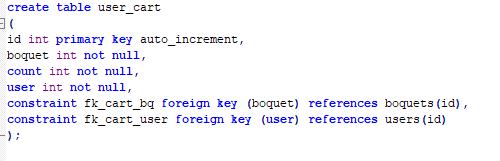 create table user_cart
(
id int primary key auto_increment,
boquet int not null,
count int not null,
user int not null,
constraint fk_cart_bq foreign key (boquet) references boquets(id),
constraint fk_cart_user foreign key (user) references users(id)
);